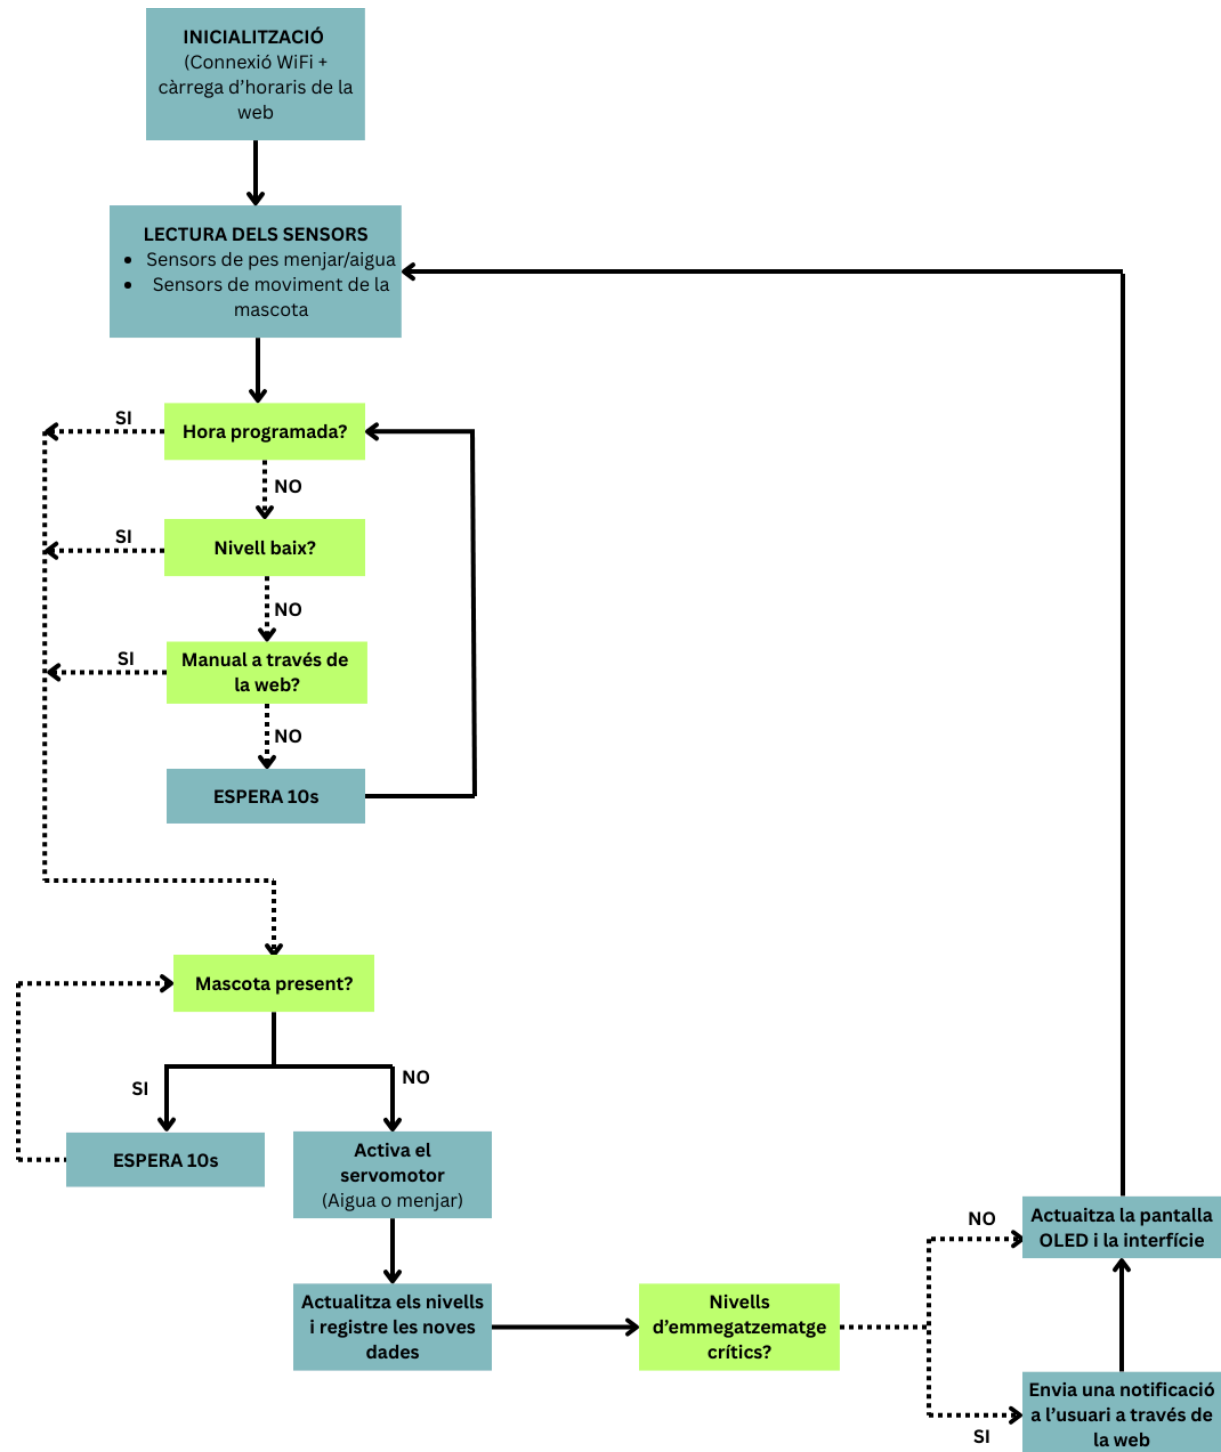 INICIALITZACIÓ
(Connexió WiFi +
càrrega d'horaris de la
web
LECTURA DELS SENSORS
• Sensors de pes menjar/aigua
• Sensors de moviment de la
mascota
SI
Hora programada?
NO
SI
Nivell baix?
NO
SI
Manual a través de
la web?
NO
ESPERA 10s
Mascota present?
SI
NO
ESPERA 10s
Activa el
servomotor
(Aigua o menjar)
Actualitza els nivells
i registre les noves
dades
Nivells
d'emmegatzematge
crítics?
NO
Actuaitza la pantalla
OLED i la interfície
SI
Envia una notificació
a l'usuari a través de
la web